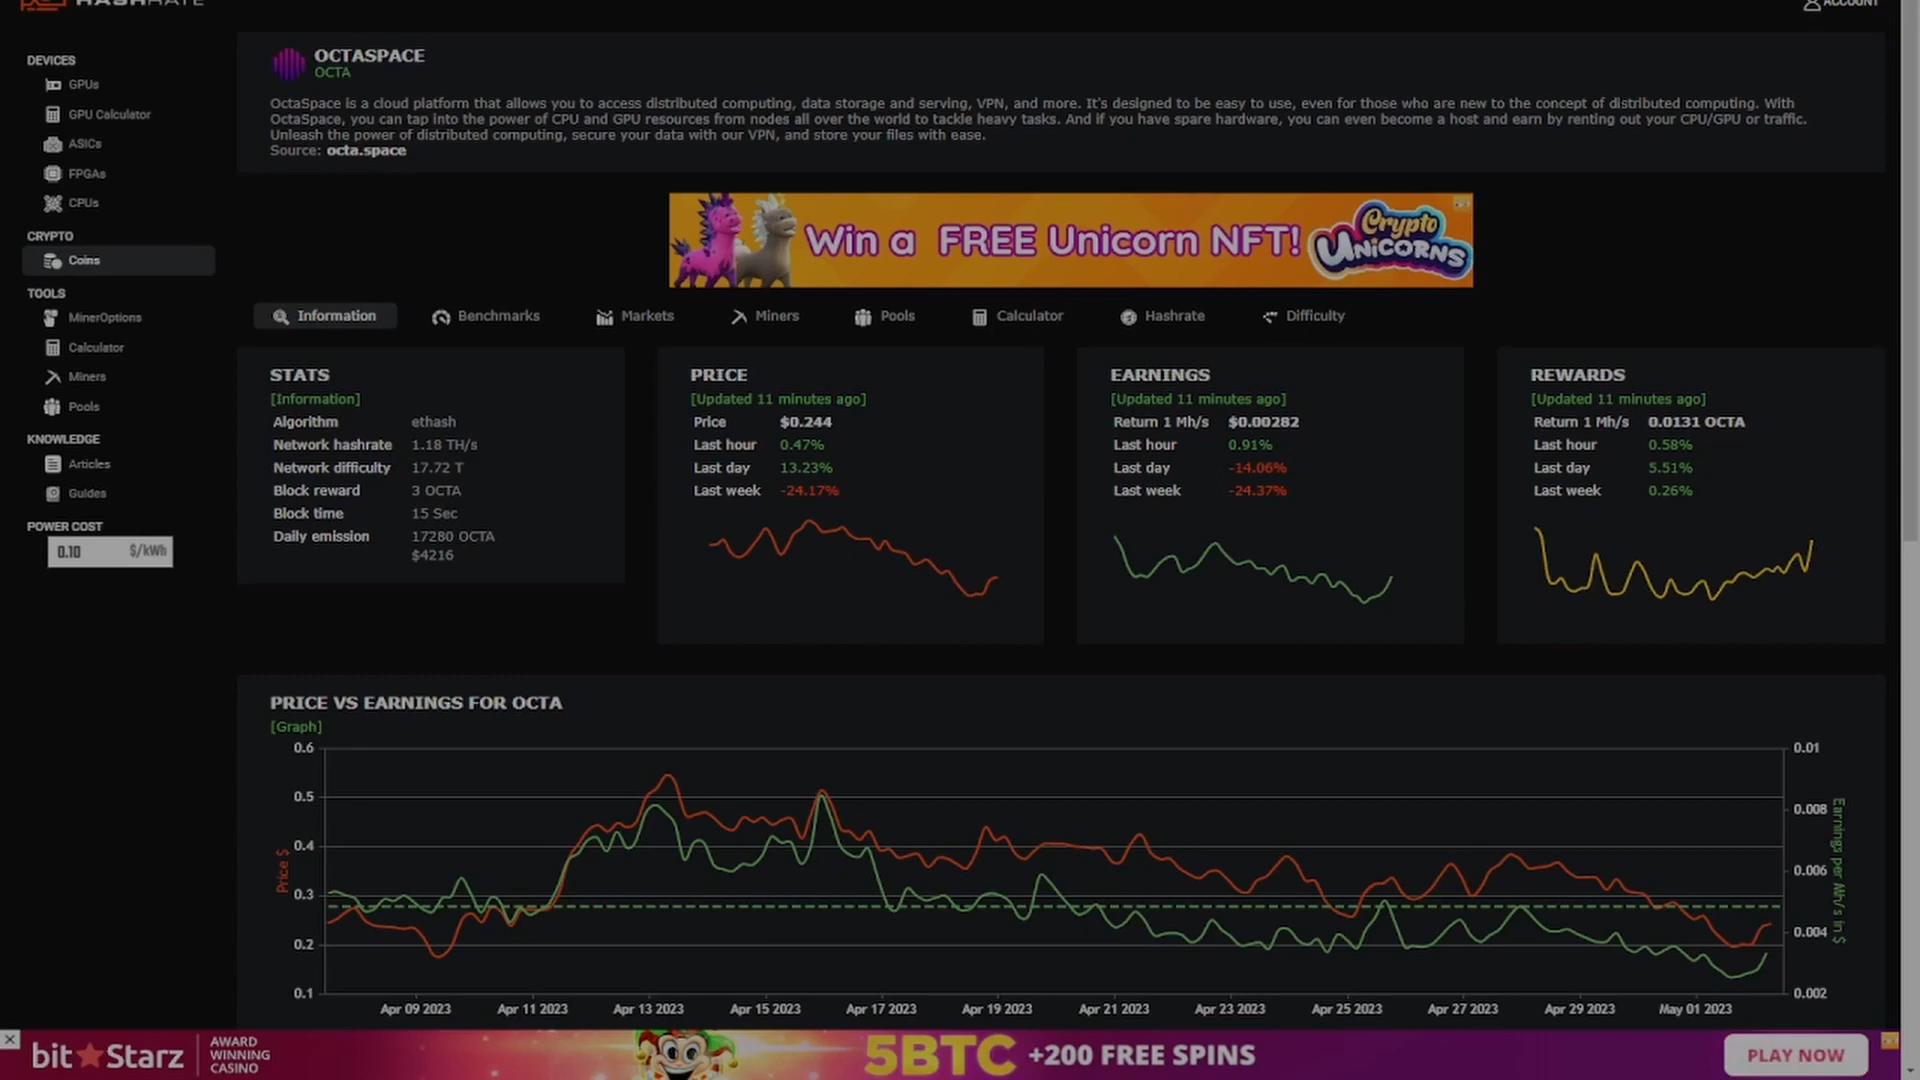 HASHRATE
ACCOUNT
DEVICES
GPUs
GPU Calculator
ASICs
FPGAs
CPUs
CRYPTO
Coins
TOOLS
MinerOptions
Calculator
Miners
Pools
KNOWLEDGE
Articles
Guides
POWER COST
0.10 $/kWh
OCTASPACE
OCTA
OctaSpace is a cloud platform that allows you to access distributed computing, data storage and serving, VPN, and more. It's designed to be easy to use, even for those who are new to the concept of distributed computing. With
OctaSpace, you can tap into the power of CPU and GPU resources from nodes all over the world to tackle heavy tasks. And if you have spare hardware, you can even become a host and earn by renting out your CPU/GPU or traffic.
Unleash the power of distributed computing, secure your data with our VPN, and store your files with ease.
Source: octa.space
Win a FREE Unicorn NFT!
Crypto
UNICORNS
Information Benchmarks Markets Miners Pools Calculator Hashrate Difficulty
STATS
[Information]
Algorithm ethash
Network hashrate 1.18 TH/s
Network difficulty 17.72 T
Block reward 3 OCTA
Block time 15 Sec
Daily emission 17280 OCTA
$4216
PRICE
[Updated 11 minutes ago]
Price $0.244
Last hour 0.47%
Last day 13.23%
Last week -24.17%
EARNINGS
[Updated 11 minutes ago]
Return 1 Mh/s $0.00282
Last hour 0.91%
Last day -14.06%
Last week -24.37%
REWARDS
[Updated 11 minutes ago]
Return 1 Mh/s 0.0131 OCTA
Last hour 0.58%
Last day 5.51%
Last week 0.26%
PRICE VS EARNINGS FOR OCTA
[Graph]
0.6
0.5
0.4
0.3
0.2
0.1
Price $
0.01
0.008
0.006
0.004
0.002
Earnings per Mh/s in $
Apr 09 2023 Apr 11 2023 Apr 13 2023 Apr 15 2023 Apr 17 2023 Apr 19 2023 Apr 21 2023 Apr 23 2023 Apr 25 2023 Apr 27 2023 Apr 29 2023 May 01 2023
bitStarz
AWARD
WINNING
CASINO
5BTC +200 FREE SPINS
PLAY NOW